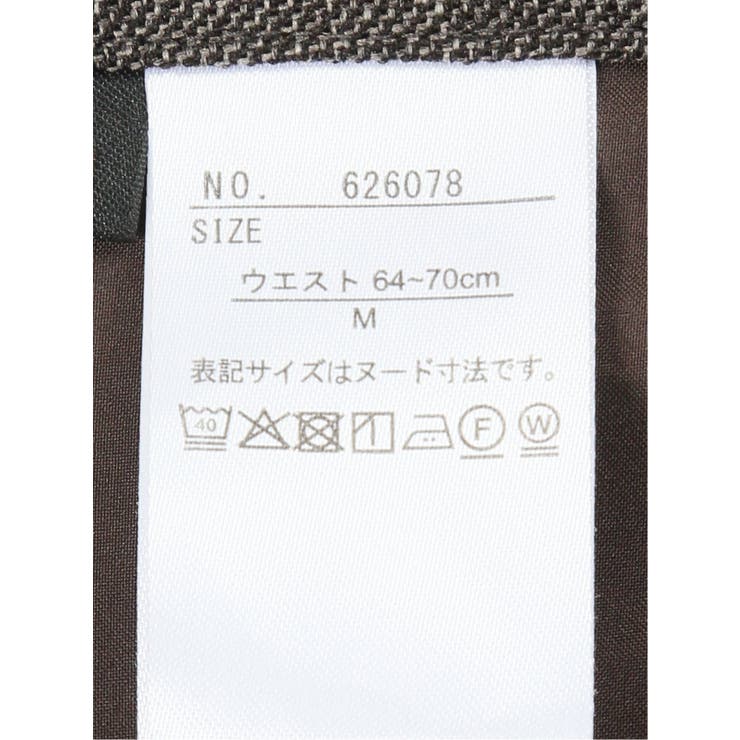 NO. 626078
SIZE
ウエスト 64~70cm
M
表記サイズはヌード寸法です。
40 F W